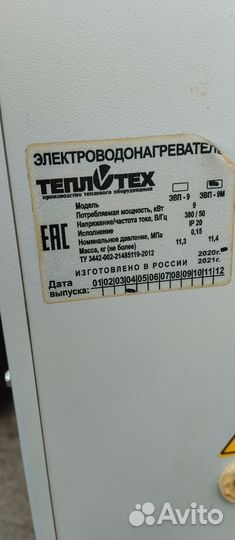 ЭЛЕКТРОВОДОНАГРЕВАТЕЛЬ
ТЕПЛОТЕХ
производство теплового оборудования
ЭВП - 9 ЭВП - 9М
Модель
Потребляемая мощность, кВт 9
Напряжение/частота тока, В/Гц 380 / 50
Исполнение IP 20
Номинальное давление, МПа 0,15
Масса, кг (не более) 11,3 11,4
ТУ 3442-002-21485119-2012
ИЗГОТОВЛЕНО В РОССИИ
2020г.
2021г.
Дата выпуска: 01 02 03 04 05 06 07 08 09 10 11 12
EAC
Avito